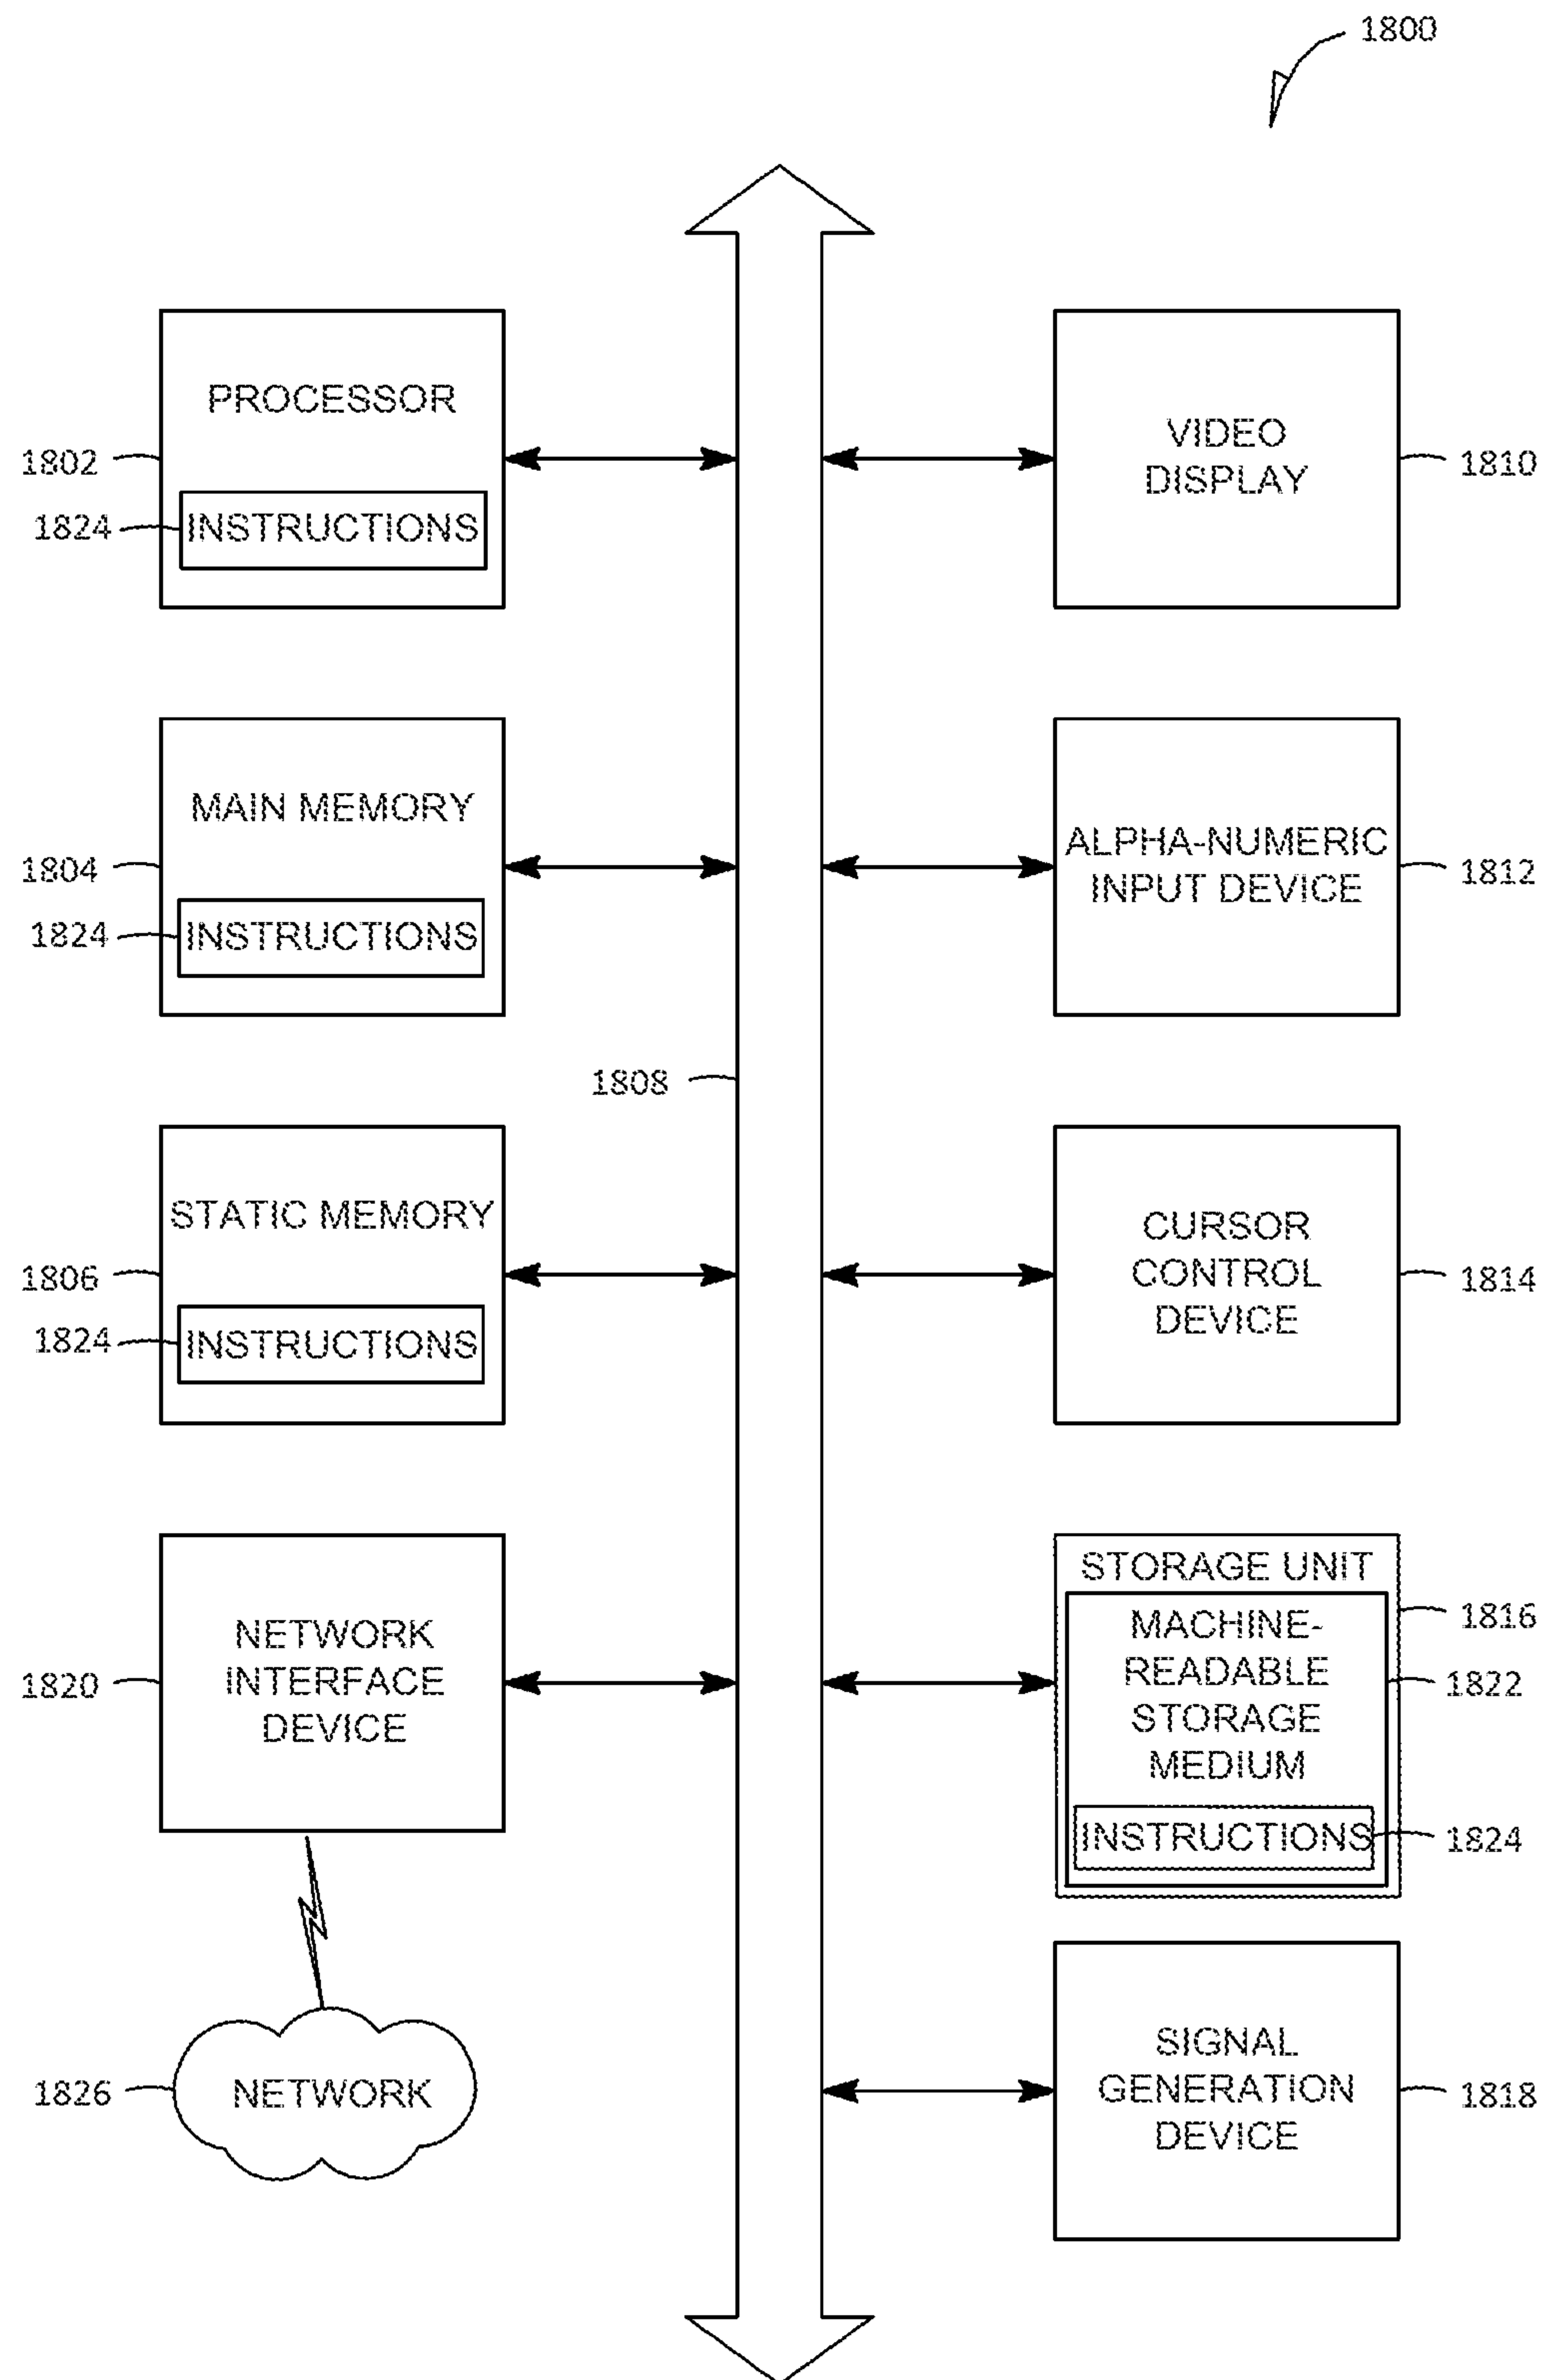 1800
PROCESSOR
1802
1824
INSTRUCTIONS
VIDEO
DISPLAY
1810
MAIN MEMORY
1804
1824
INSTRUCTIONS
ALPHA-NUMERIC
INPUT DEVICE
1812
1808
STATIC MEMORY
1806
1824
INSTRUCTIONS
CURSOR
CONTROL
DEVICE
1814
NETWORK
INTERFACE
DEVICE
1820
STORAGE UNIT
1816
MACHINE-
READABLE
STORAGE
MEDIUM
1822
INSTRUCTIONS
1824
NETWORK
1826
SIGNAL
GENERATION
DEVICE
1818